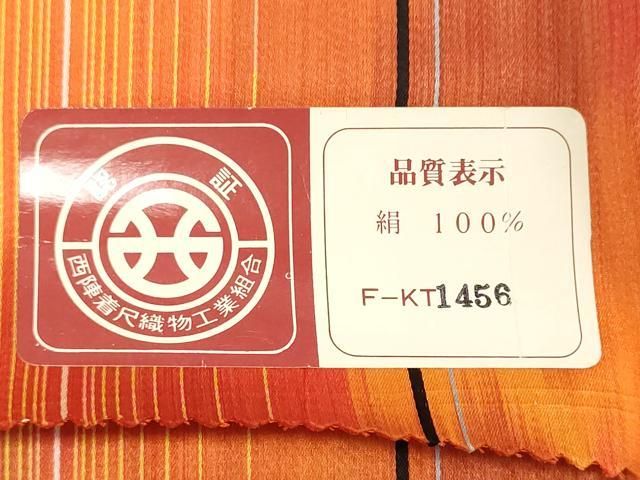 証
西陣着尺織物工業組合
品質表示
絹 100%
F-KT1456